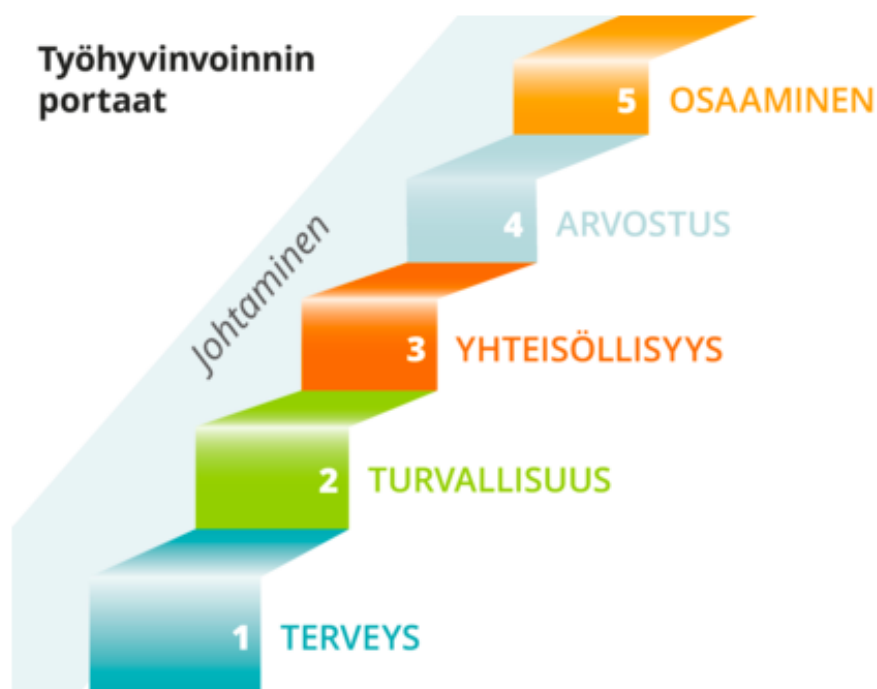 Työhyvinvoinnin
portaat
5 OSAAMINEN
4 ARVOSTUS
Johtaminen
3 YHTEISÖLLISYYS
2 TURVALLISUUS
1 TERVEYS